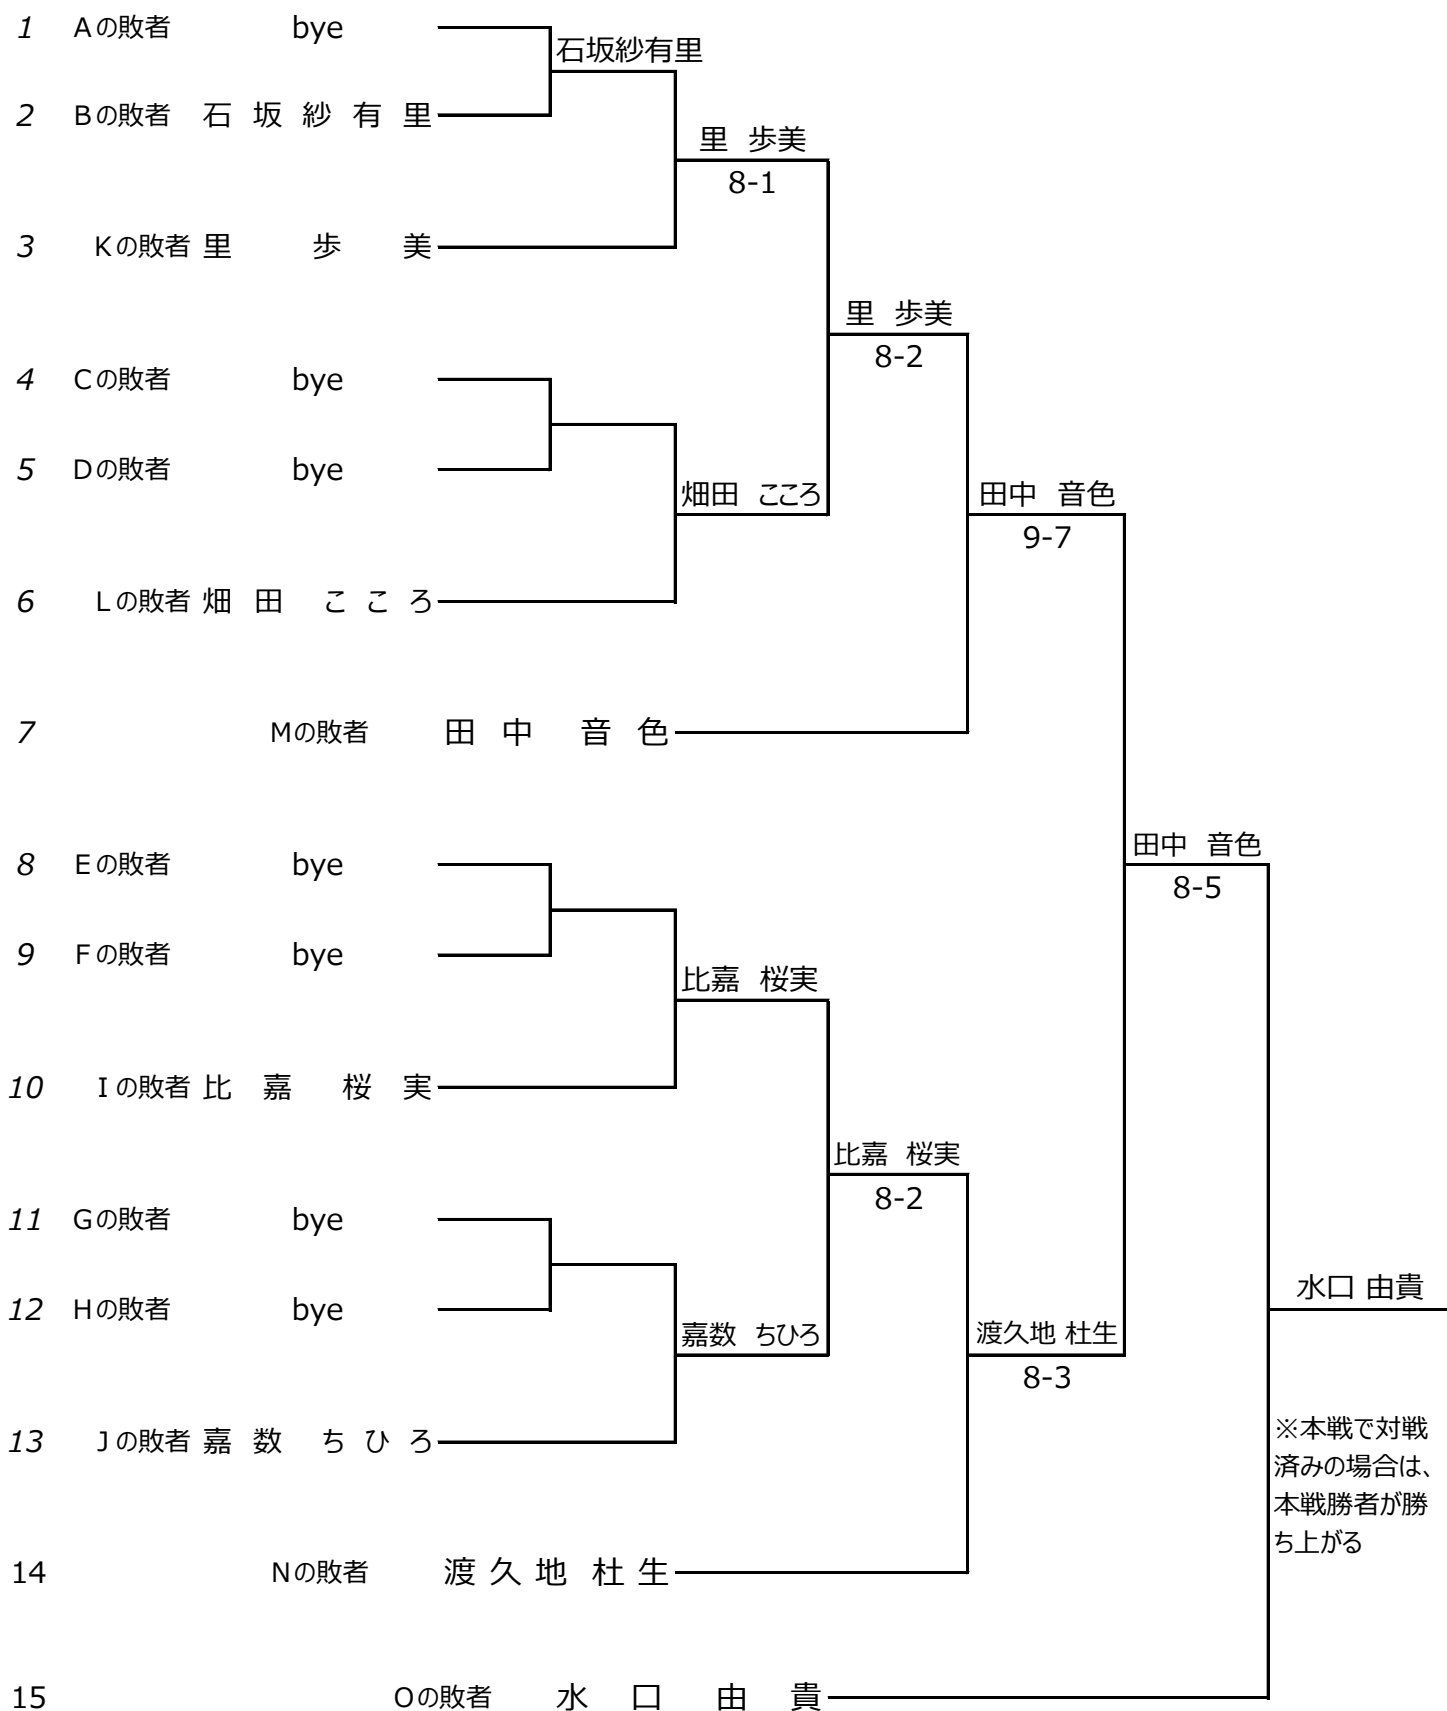 1 Aの敗者 bye
石坂紗有里
2 Bの敗者 石坂紗有里
里 歩美
8-1
3 Kの敗者 里 歩 美
里 歩美
8-2
4 Cの敗者 bye
5 Dの敗者 bye
畑田 こころ
田中 音色
9-7
6 Lの敗者 畑田 こころ
7 Mの敗者 田中 音色
田中 音色
8-5
8 Eの敗者 bye
9 Fの敗者 bye
比嘉 桜実
10 Iの敗者 比嘉 桜実
比嘉 桜実
8-2
11 Gの敗者 bye
水口 由貴
12 Hの敗者 bye
嘉数 ちひろ
渡久地 杜生
8-3
13 Jの敗者 嘉数 ちひろ
※本戦で対戦
済みの場合は、
本戦勝者が勝
ち上がる
14 Nの敗者 渡久地 杜生
15 Oの敗者 水口 由貴